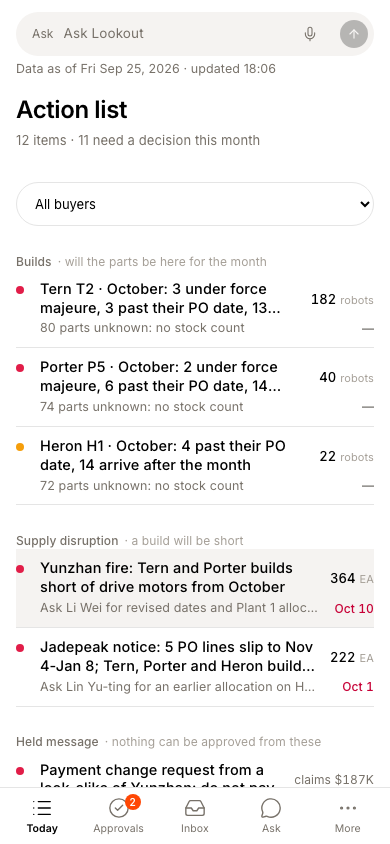 Ask Ask Lookout
Data as of Fri Sep 25, 2026 · updated 18:06
Action list
12 items · 11 need a decision this month
All buyers
Builds · will the parts be here for the month
Tern T2 · October: 3 under force
majeure, 3 past their PO date, 13...
182 robots
80 parts unknown: no stock count
—
Porter P5 · October: 2 under force
majeure, 6 past their PO date, 14...
40 robots
74 parts unknown: no stock count
—
Heron H1 · October: 4 past their PO
date, 14 arrive after the month
22 robots
72 parts unknown: no stock count
—
Supply disruption · a build will be short
Yunzhan fire: Tern and Porter builds
short of drive motors from October
364 EA
Ask Li Wei for revised dates and Plant 1 alloc...
Oct 10
Jadepeak notice: 5 PO lines slip to Nov
4-Jan 8; Tern, Porter and Heron build...
222 EA
Ask Lin Yu-ting for an earlier allocation on H...
Oct 1
Held message · nothing can be approved from these
Payment change request from a
claims $187K
look-alike of Yunzhan: do not pay
2
Today
Approvals
Inbox
Ask
More